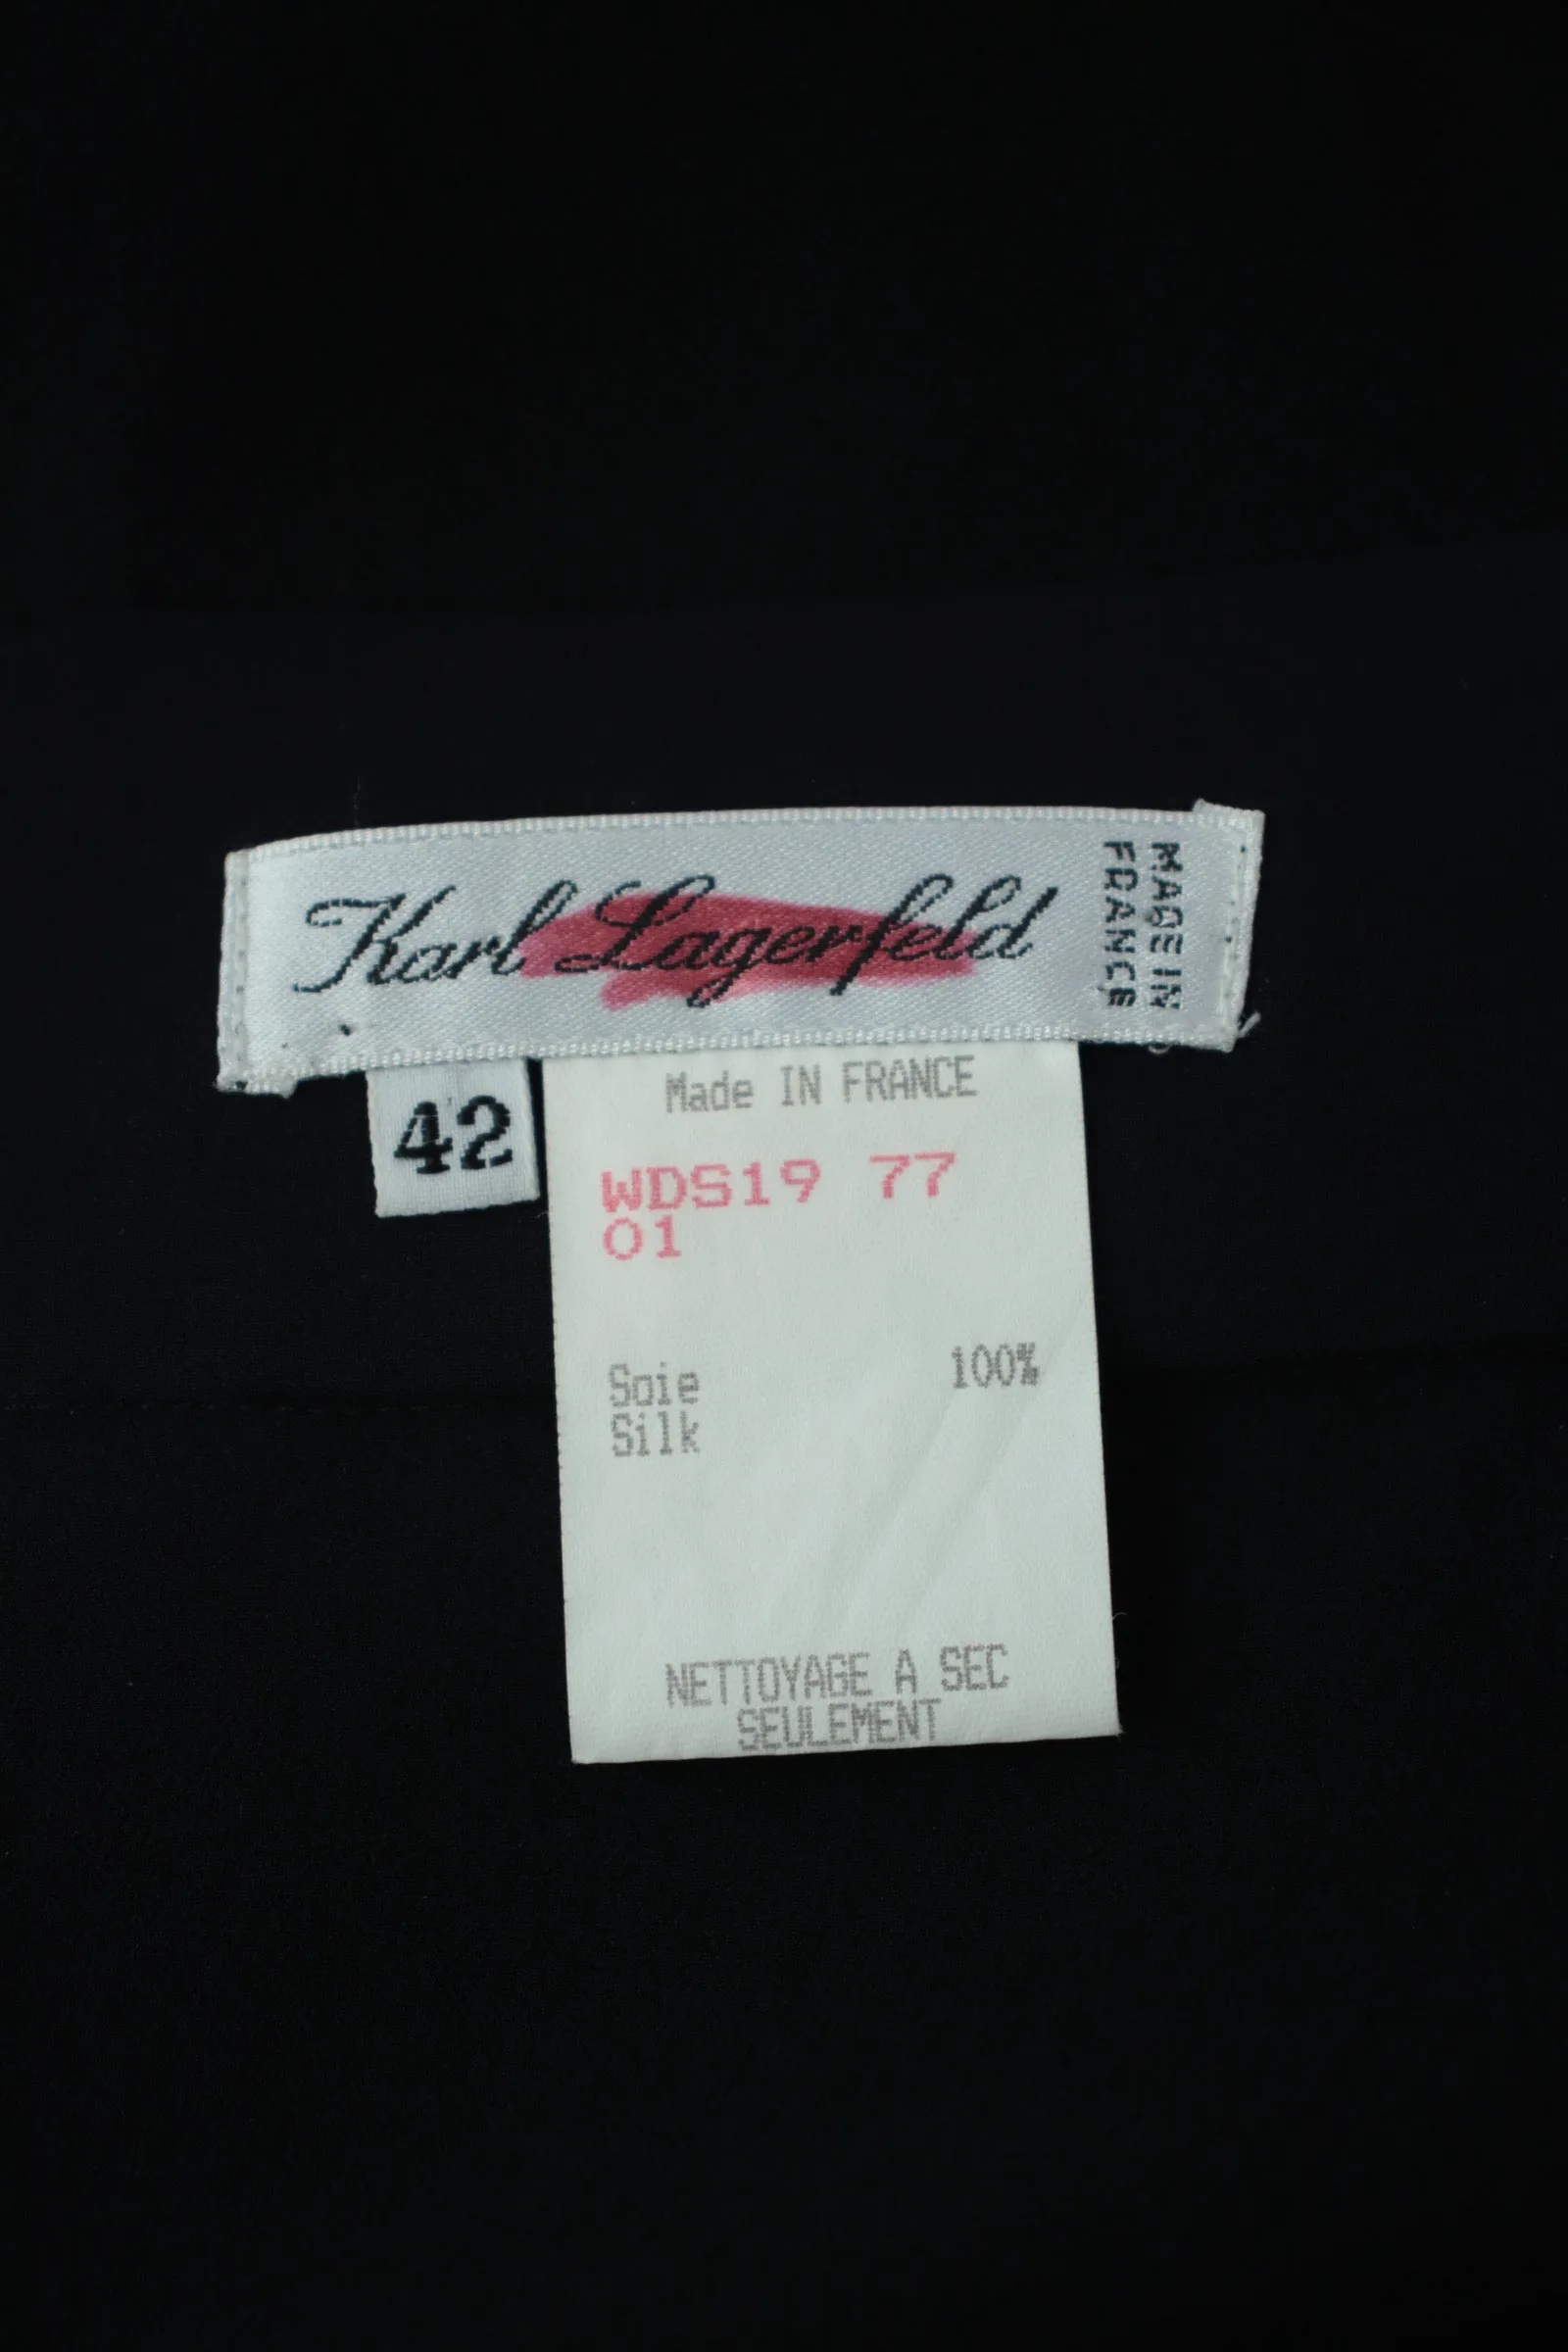 Karl Lagerfeld
MADE IN
FRANCE
42
Made IN FRANCE
WDS19 77
01
Soie 100%
Silk
NETTOYAGE A SEC
SEULEMENT